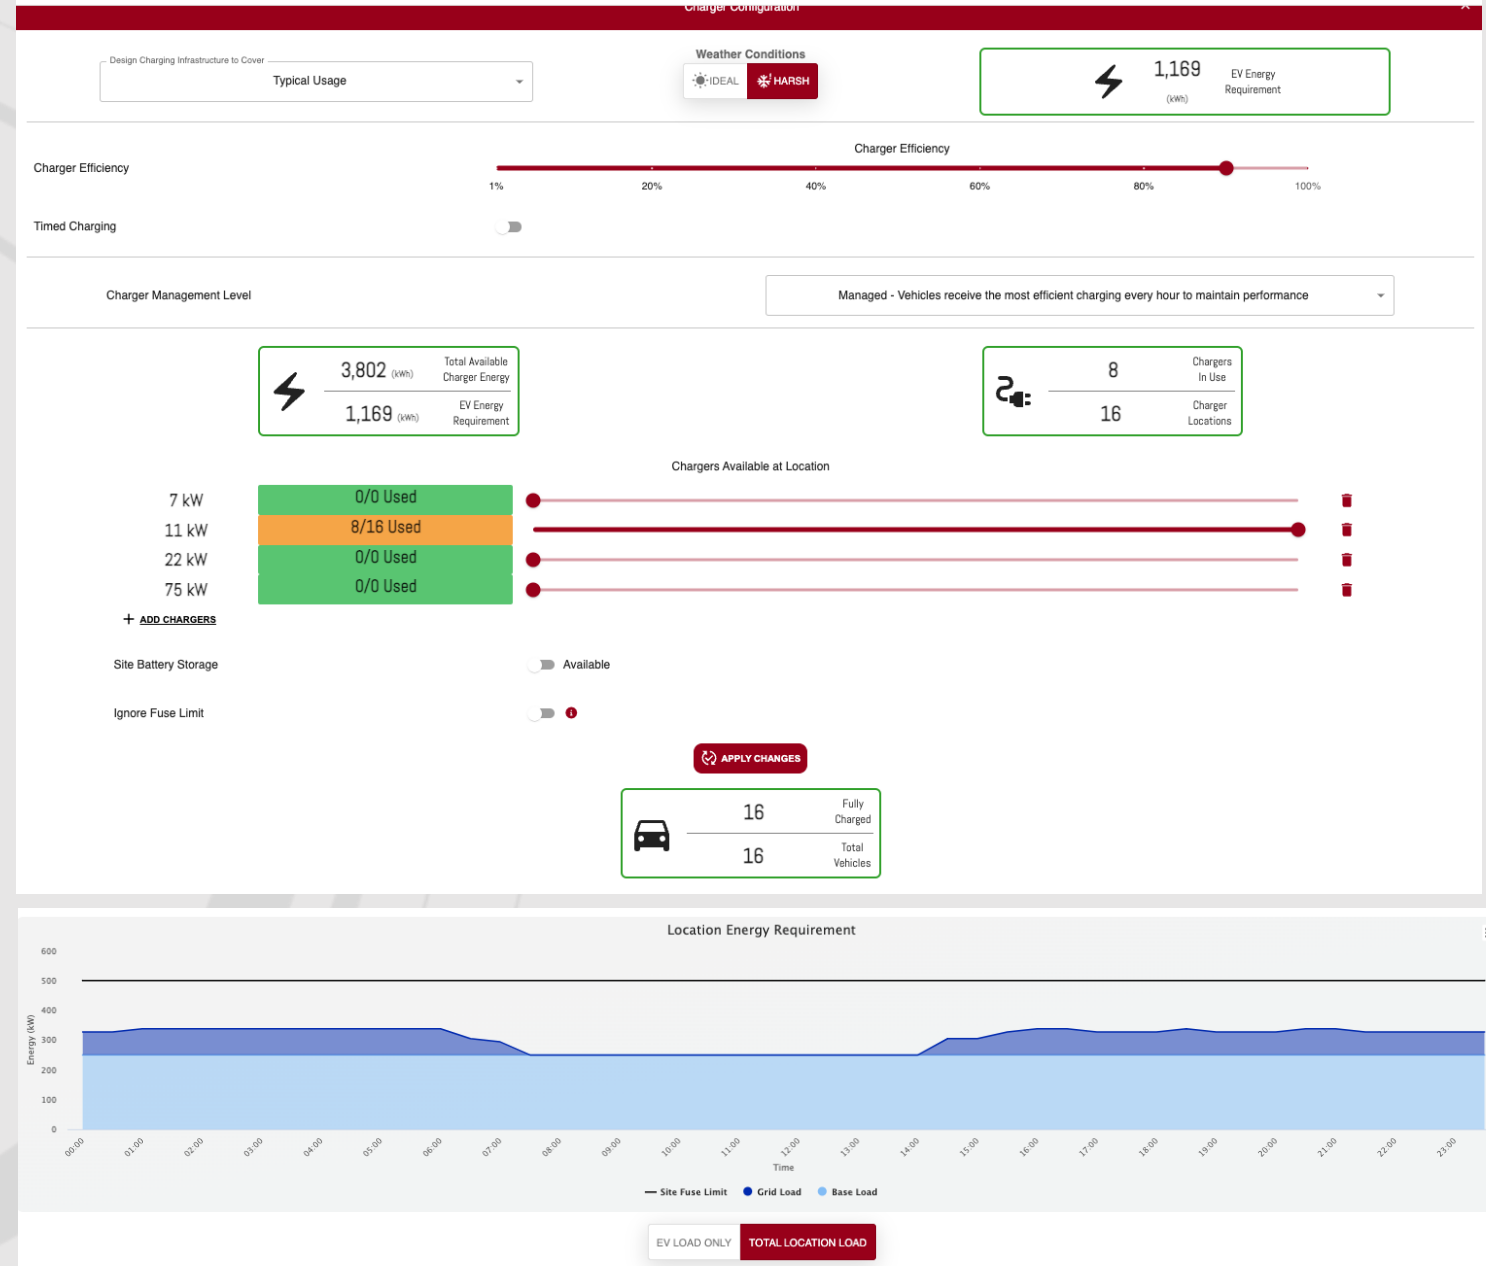 Charger Configuration
Design Charging Infrastructure to Cover
Typical Usage
Weather Conditions
IDEAL
HARSH
1,169
(kWh)
EV Energy
Requirement
Charger Efficiency
Charger Efficiency
1%
20%
40%
60%
80%
100%
Timed Charging
Charger Management Level
Managed - Vehicles receive the most efficient charging every hour to maintain performance
3,802 (kWh)
Total Available
Charger Energy
1,169 (kWh)
EV Energy
Requirement
8
Chargers
In Use
16
Charger
Locations
Chargers Available at Location
7 kW
0/0 Used
11 kW
8/16 Used
22 kW
0/0 Used
75 kW
0/0 Used
+ ADD CHARGERS
Site Battery Storage
Available
Ignore Fuse Limit
APPLY CHANGES
16
Fully
Charged
16
Total
Vehicles
Location Energy Requirement
600
500
400
300
200
100
0
Energy (kW)
00:00
01:00
02:00
03:00
04:00
05:00
06:00
07:00
08:00
09:00
10:00
11:00
12:00
13:00
14:00
15:00
16:00
17:00
18:00
19:00
20:00
21:00
22:00
23:00
Time
Site Fuse Limit
Grid Load
Base Load
EV LOAD ONLY
TOTAL LOCATION LOAD